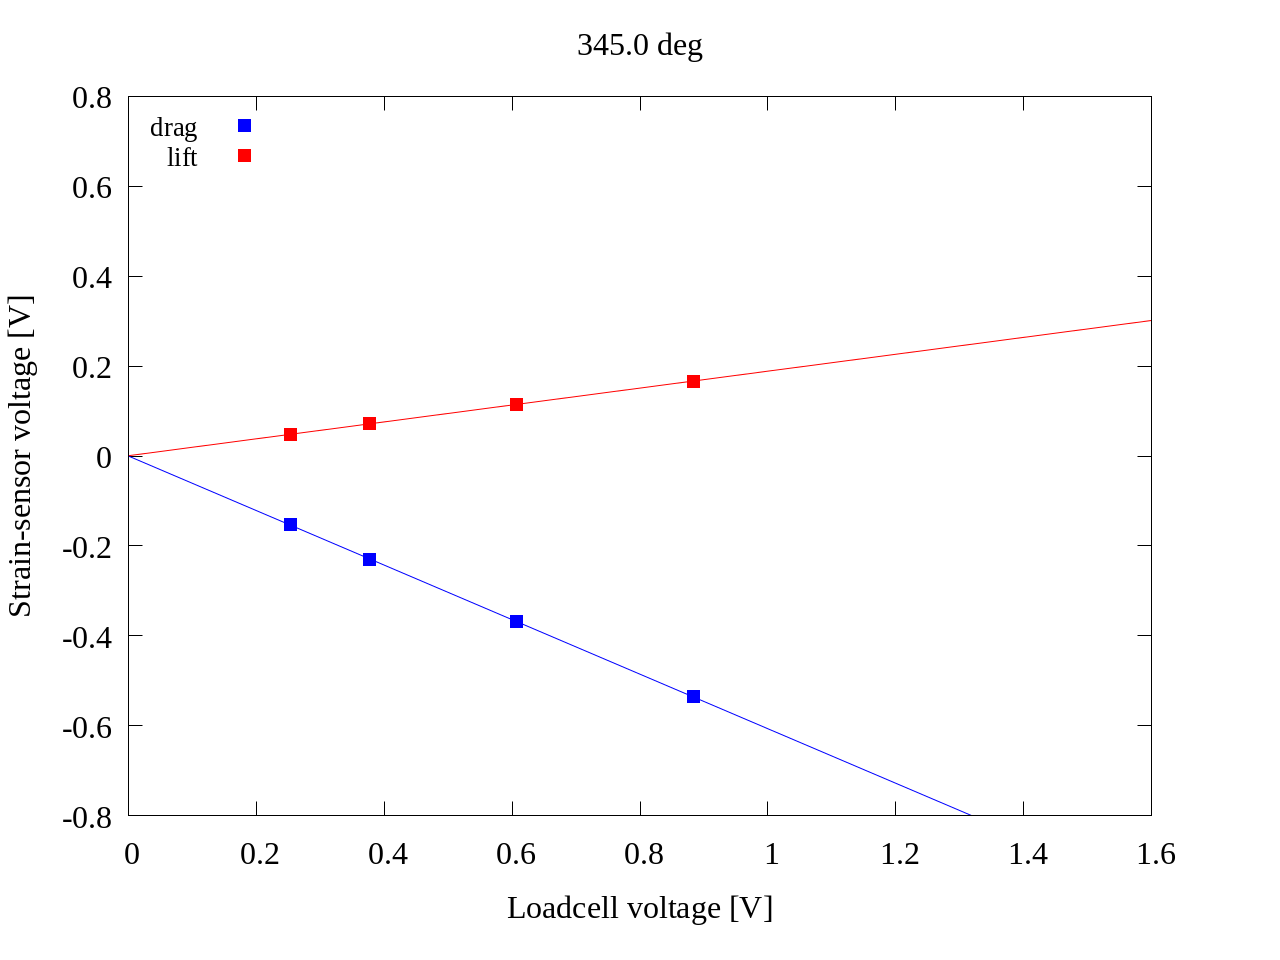 345.0 deg
0.8
0.6
0.4
0.2
0
-0.2
-0.4
-0.6
-0.8
drag
lift
Strain-sensor voltage [V]
0 0.2 0.4 0.6 0.8 1 1.2 1.4 1.6
Loadcell voltage [V]